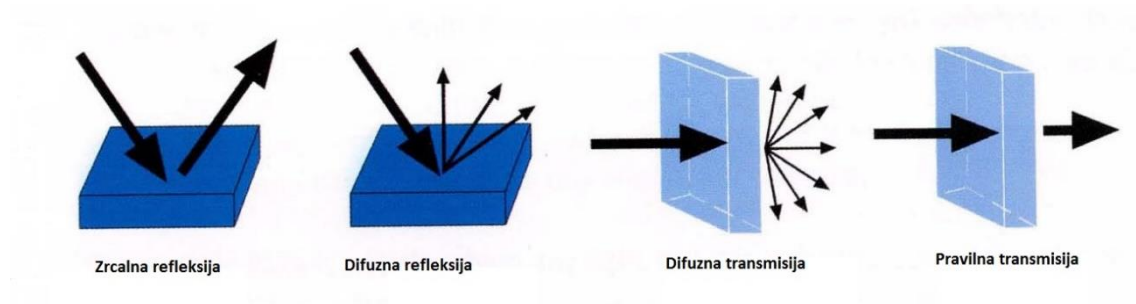 Zrcalna refleksija
Difuzna refleksija
Difuzna transmisija
Pravilna transmisija